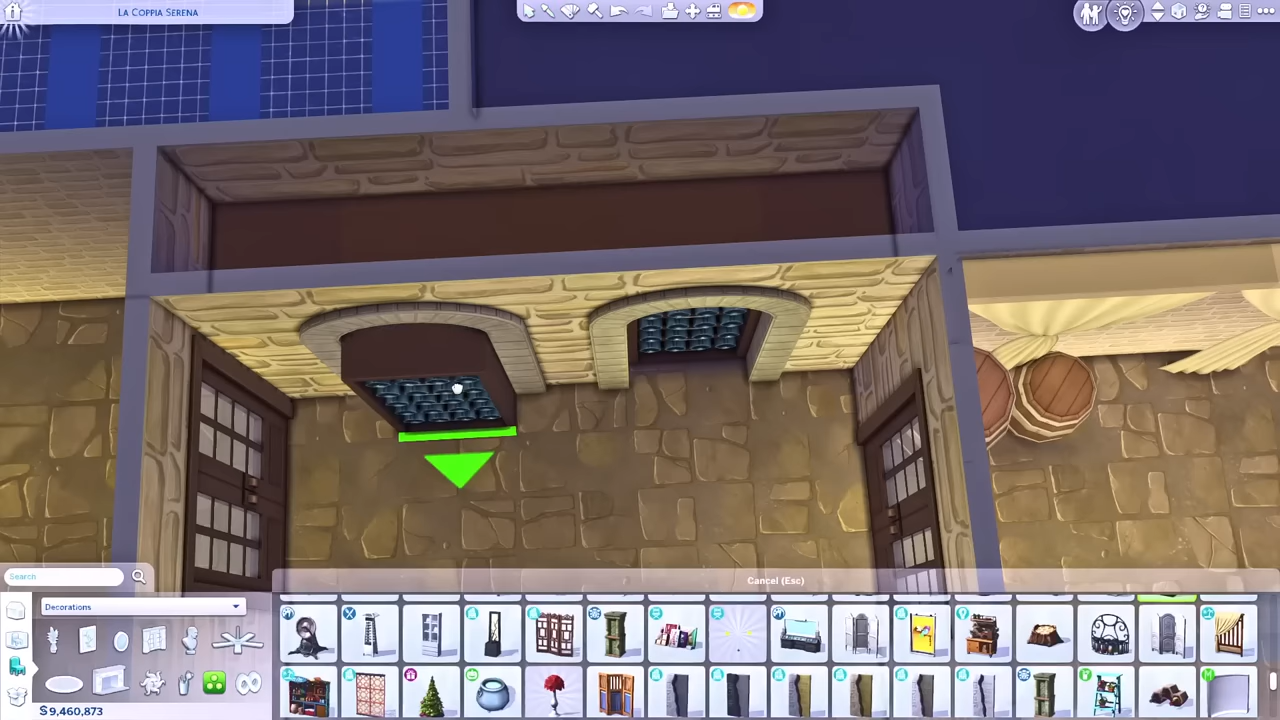 LA COPPIA SERENA
Cancel (Esc)
Search
Decorations
§9,460,873